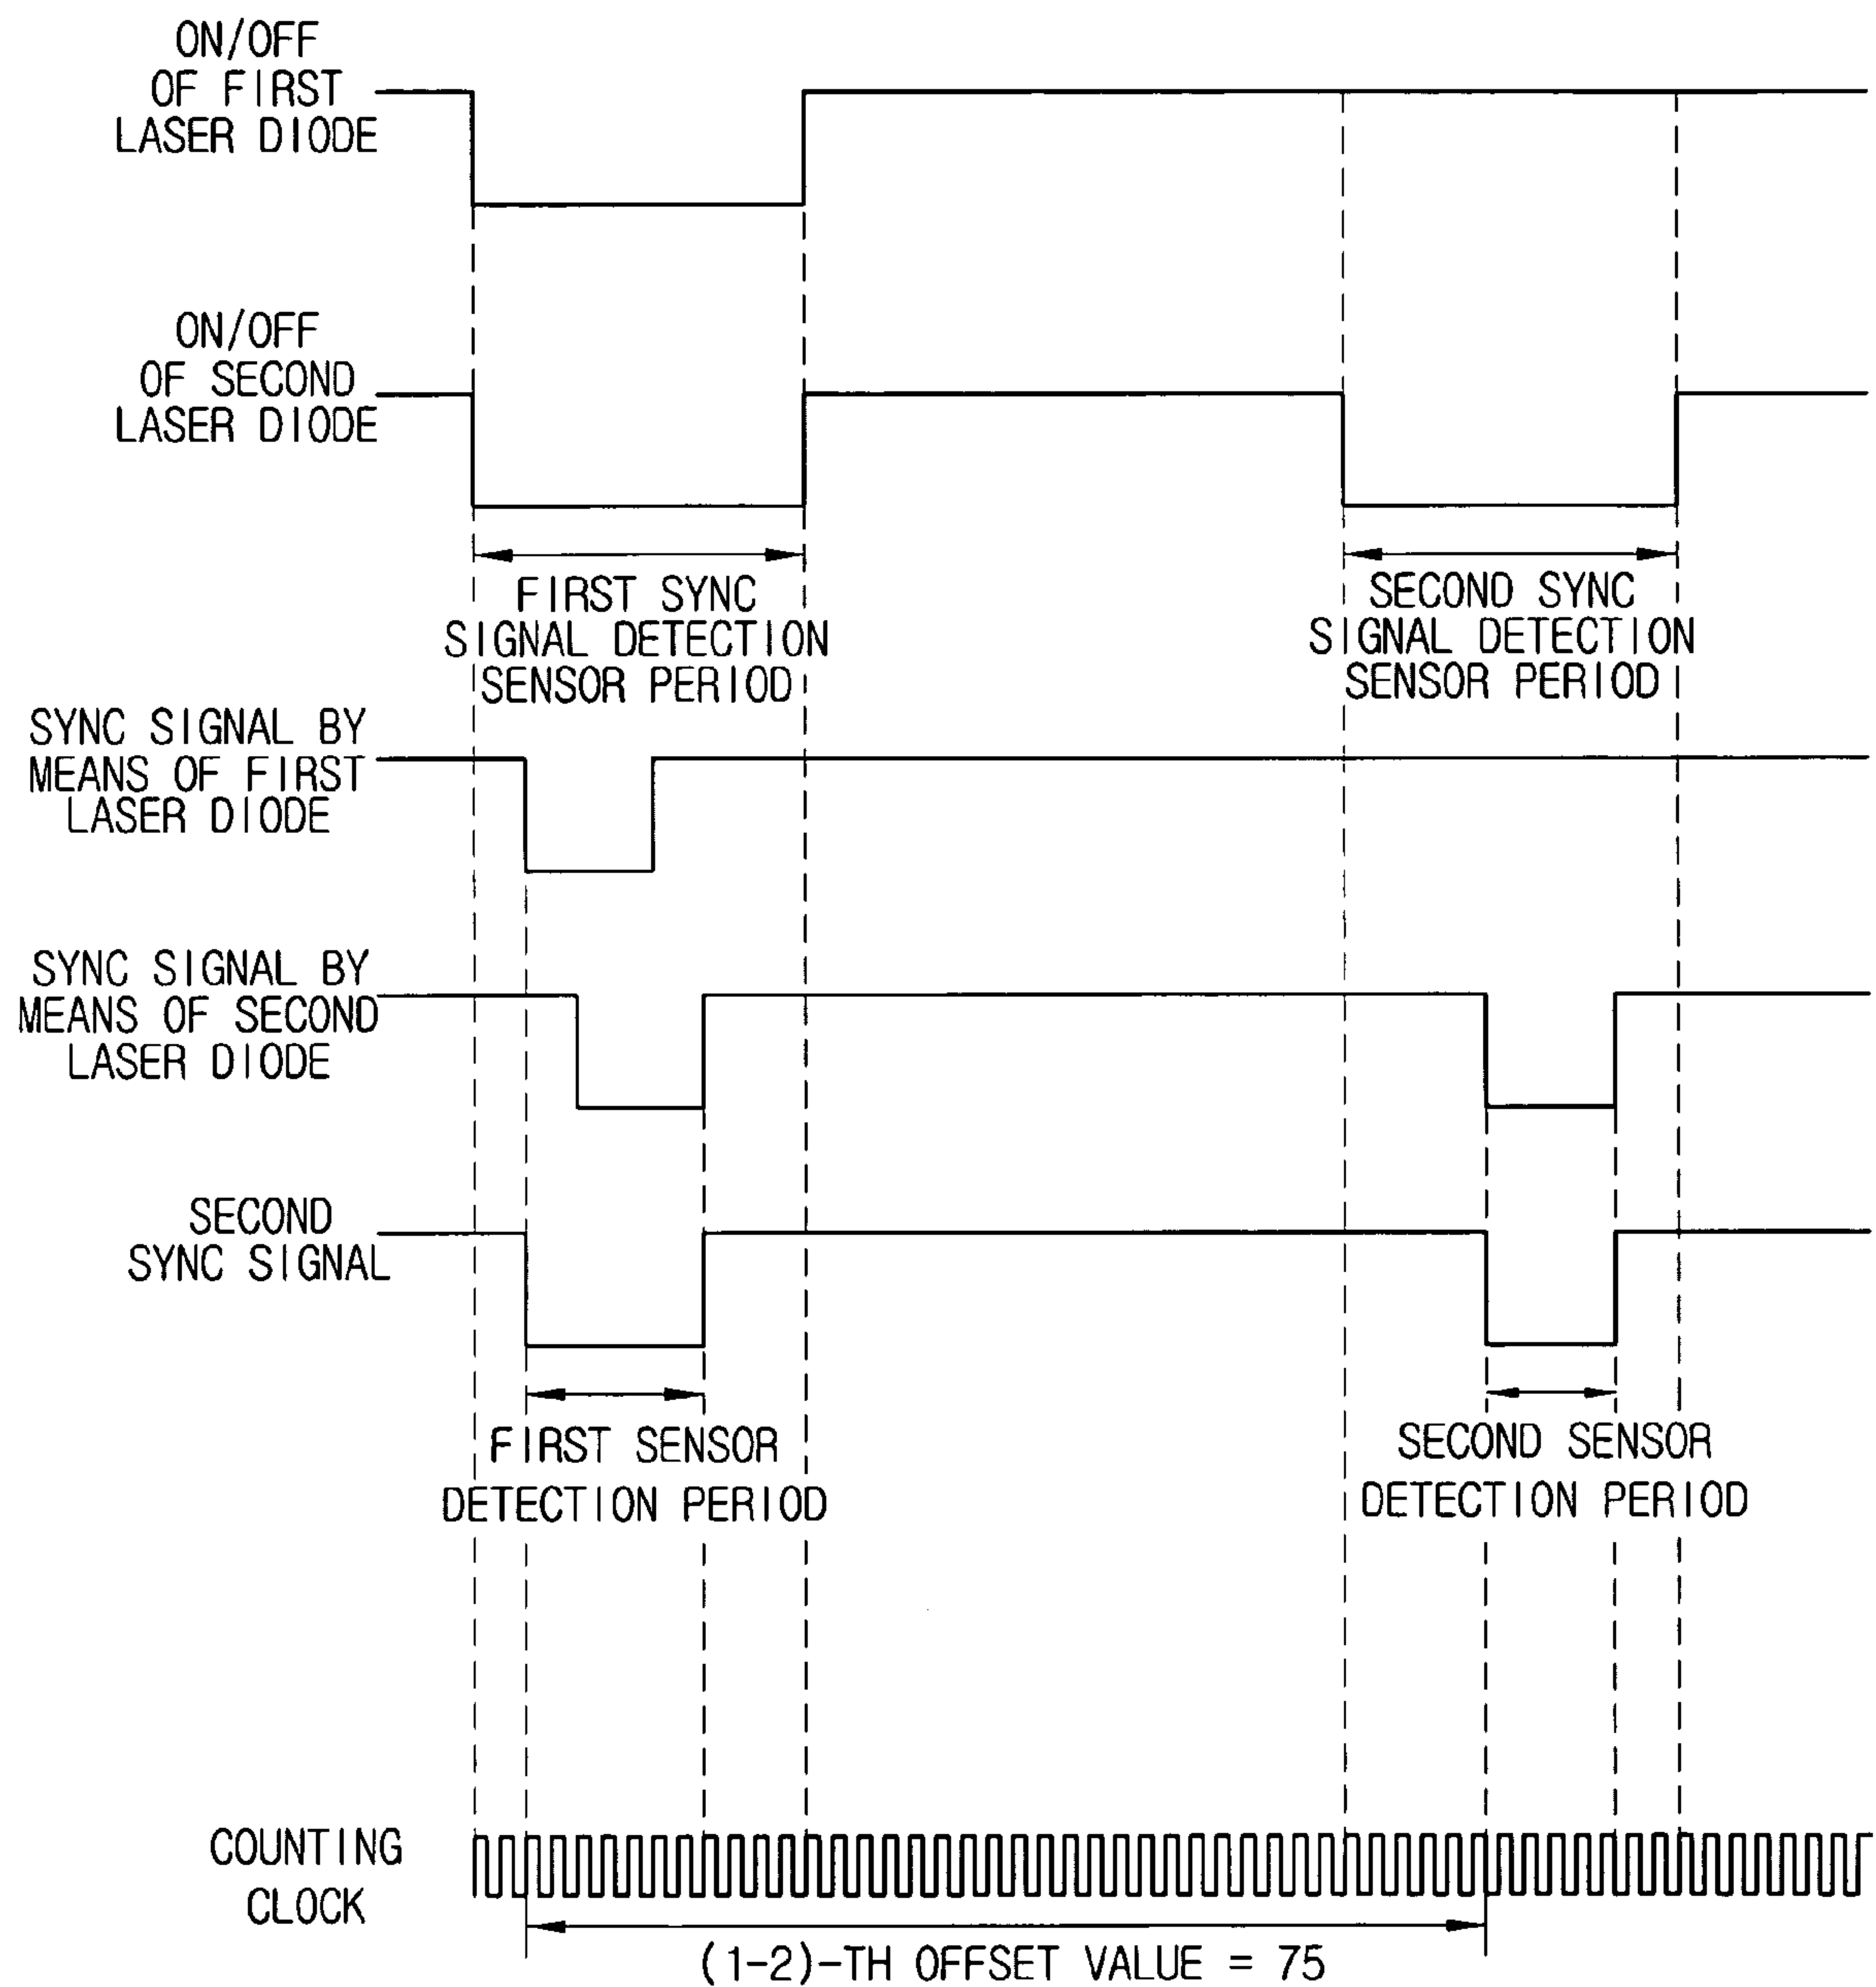 ON/OFF
OF FIRST
LASER DIODE
ON/OFF
OF SECOND
LASER DIODE
FIRST SYNC
SIGNAL DETECTION
SENSOR PERIOD
SECOND SYNC
SIGNAL DETECTION
SENSOR PERIOD
SYNC SIGNAL BY
MEANS OF FIRST
LASER DIODE
SYNC SIGNAL BY
MEANS OF SECOND
LASER DIODE
SECOND
SYNC SIGNAL
FIRST SENSOR
DETECTION PERIOD
SECOND SENSOR
DETECTION PERIOD
COUNTING
CLOCK
(1-2)-TH OFFSET VALUE = 75